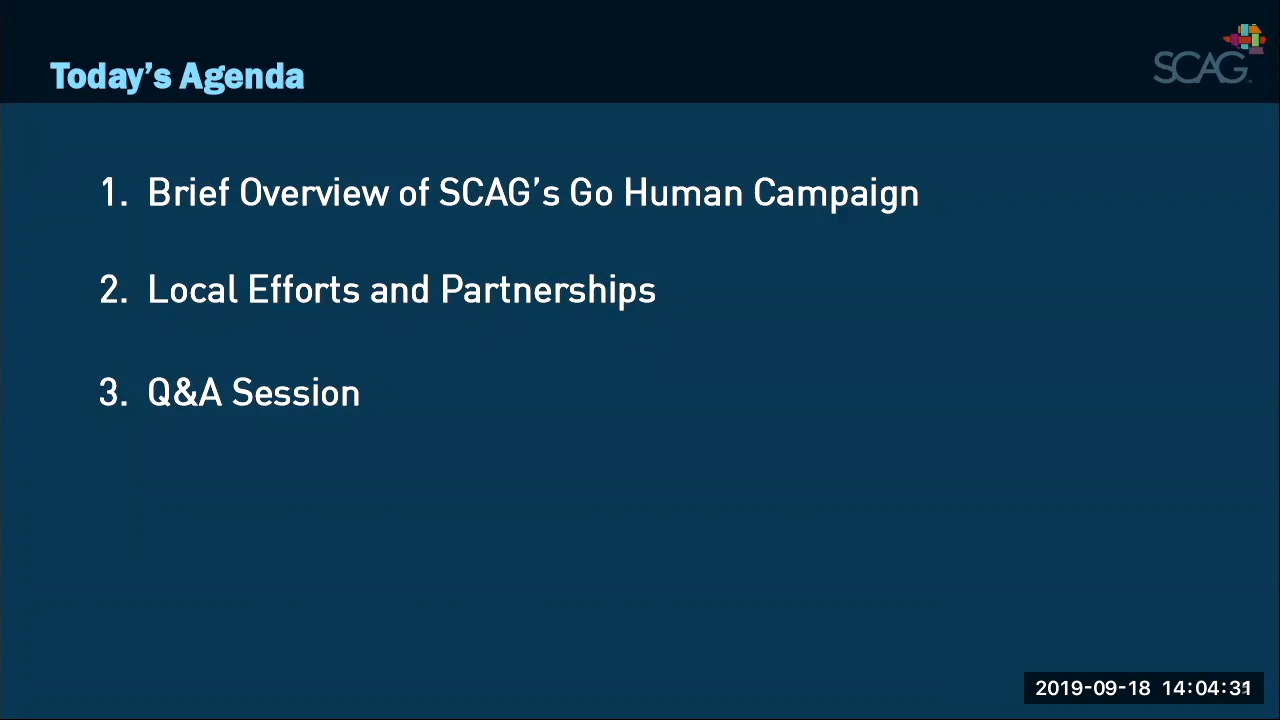 Today’s Agenda
SCAG
1. Brief Overview of SCAG’s Go Human Campaign
2. Local Efforts and Partnerships
3. Q&A Session
2019-09-18 14:04:31